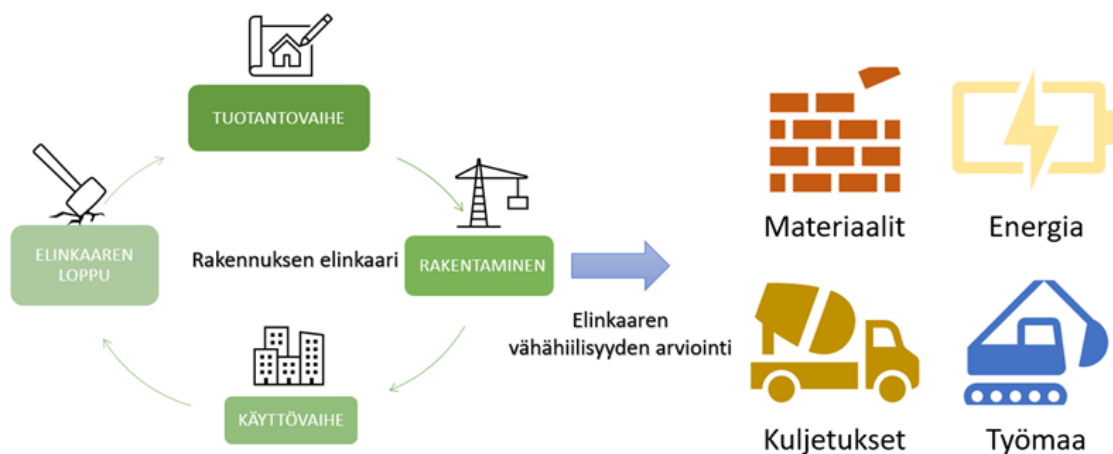 TUOTANTOVAIHE
ELINKAAREN
LOPPU
Rakennuksen elinkaari
RAKENTAMINEN
KÄYTTÖVAIHE
Elinkaaren
vähähiilisyyden arviointi
Materiaalit
Energia
Kuljetukset
Työmaa